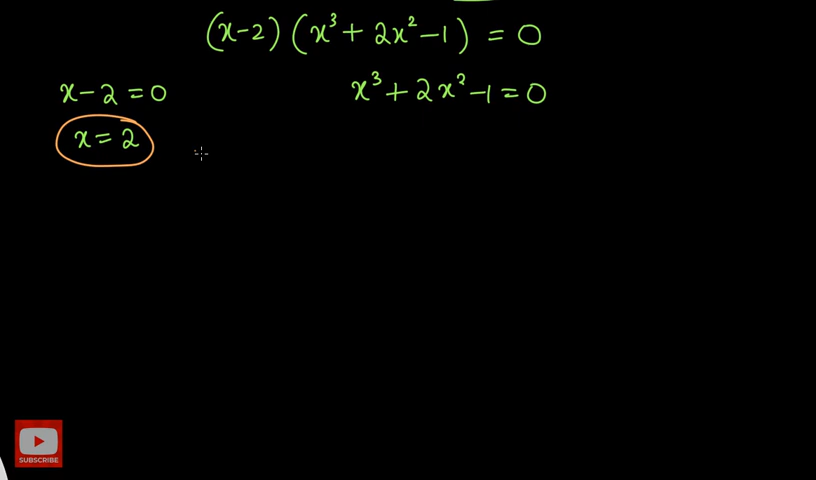 (x-2) (x³ + 2x² -1) = 0
x - 2 = 0
x³ + 2x² -1 = 0
x = 2
SUBSCRIBE